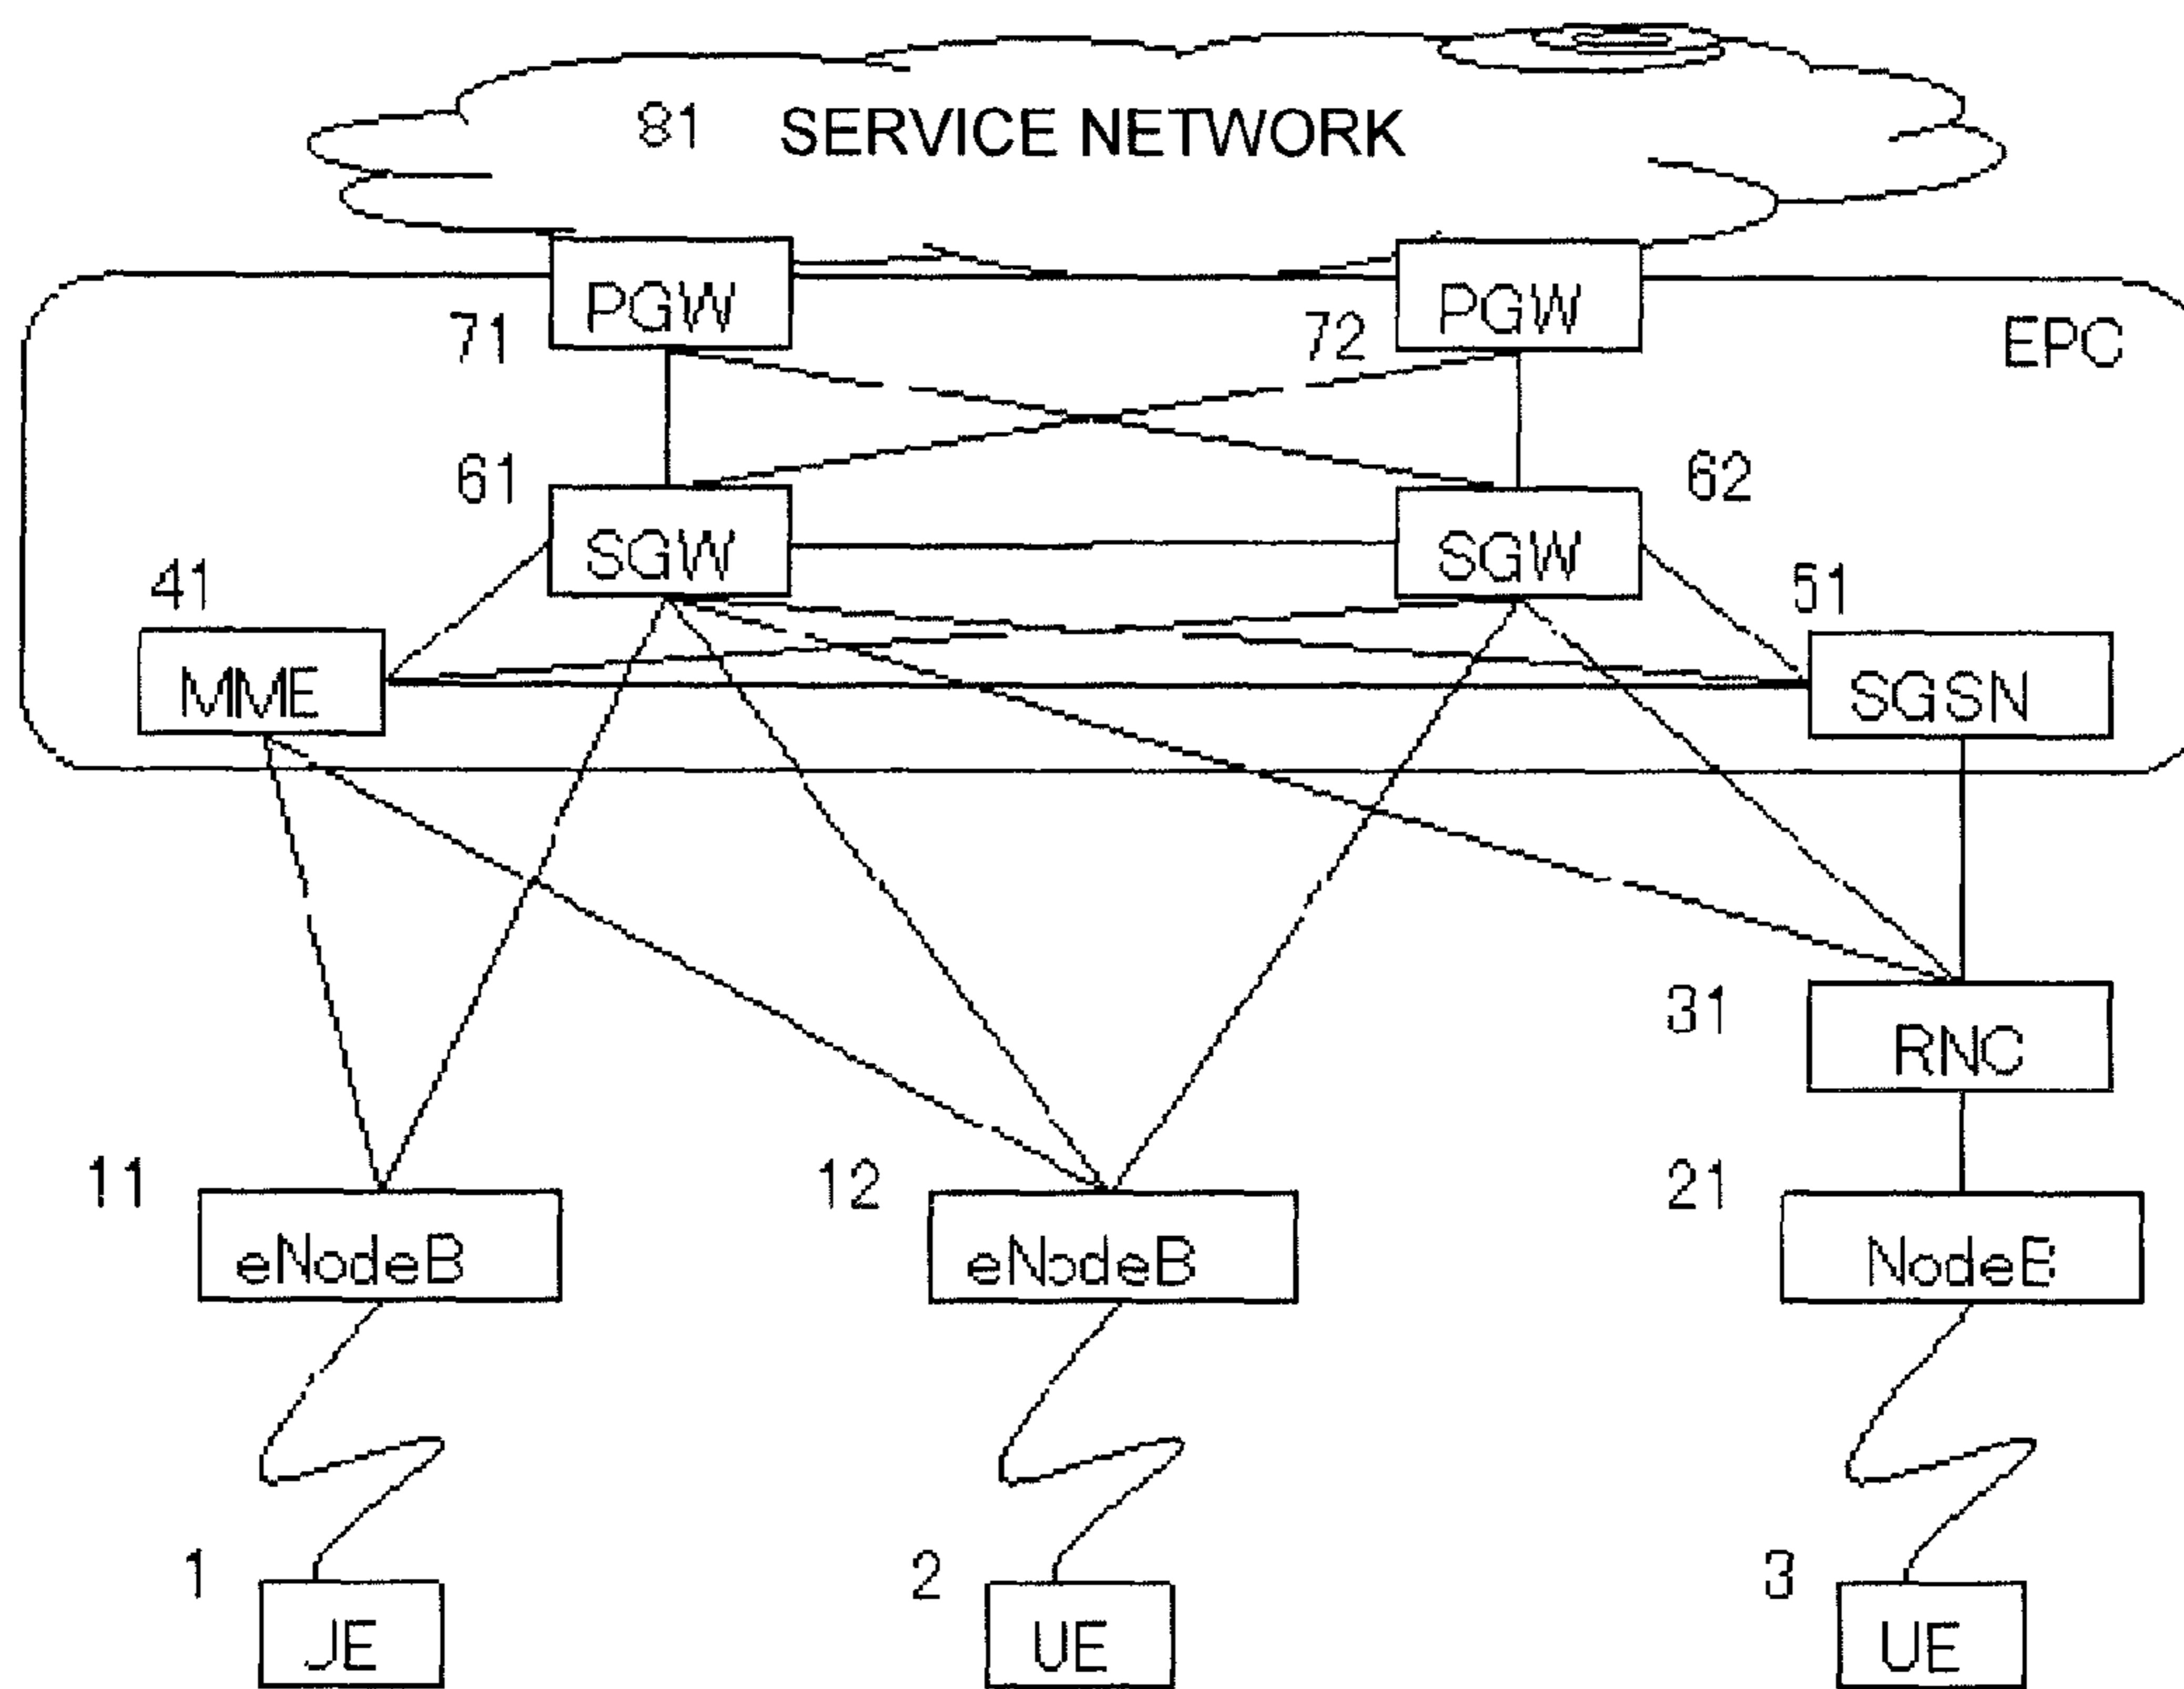 81 SERVICE NETWORK
PGW
PGW
71
72
EPC
61
62
SGW
SGW
41
51
MME
SGSN
31
RNC
11
12
21
eNodeB
eNodeB
NodeB
1
2
3
JE
UE
UE